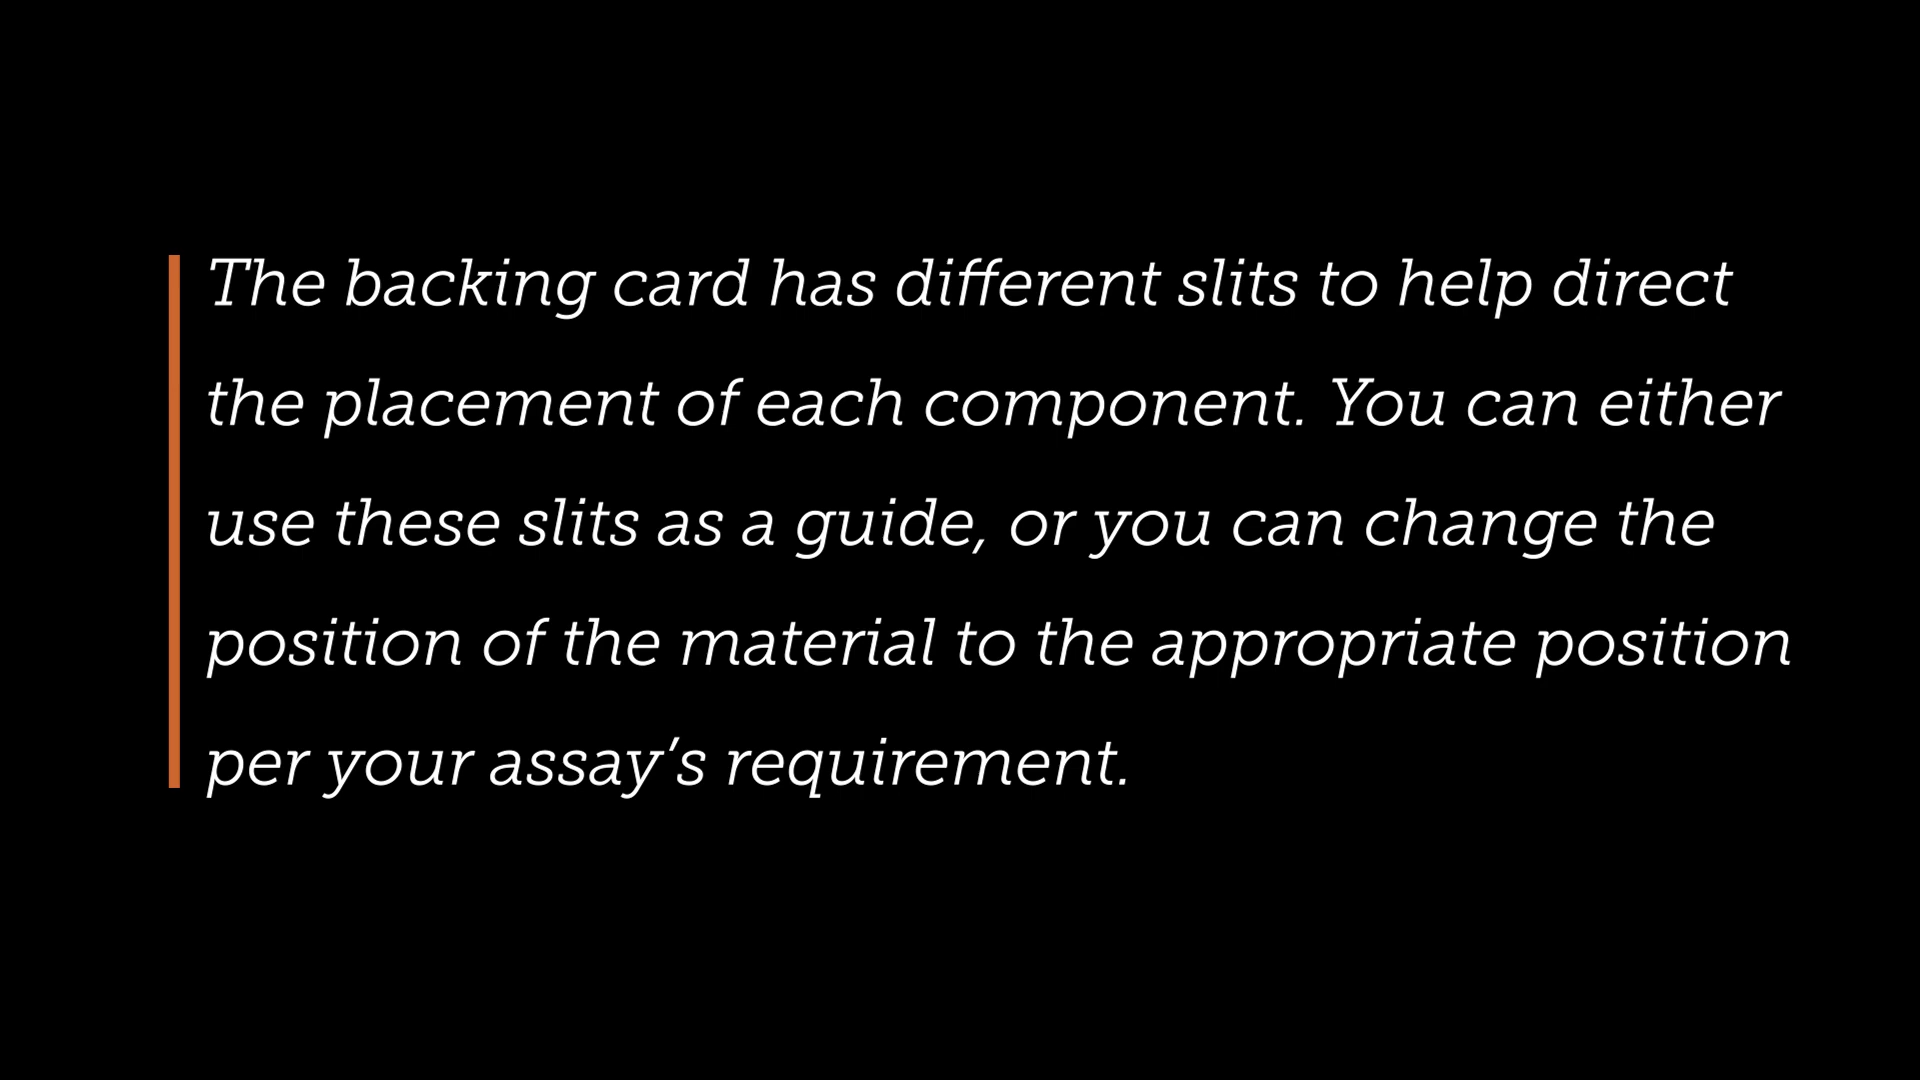 The backing card has different slits to help direct
the placement of each component. You can either
use these slits as a guide, or you can change the
position of the material to the appropriate position
per your assay’s requirement.